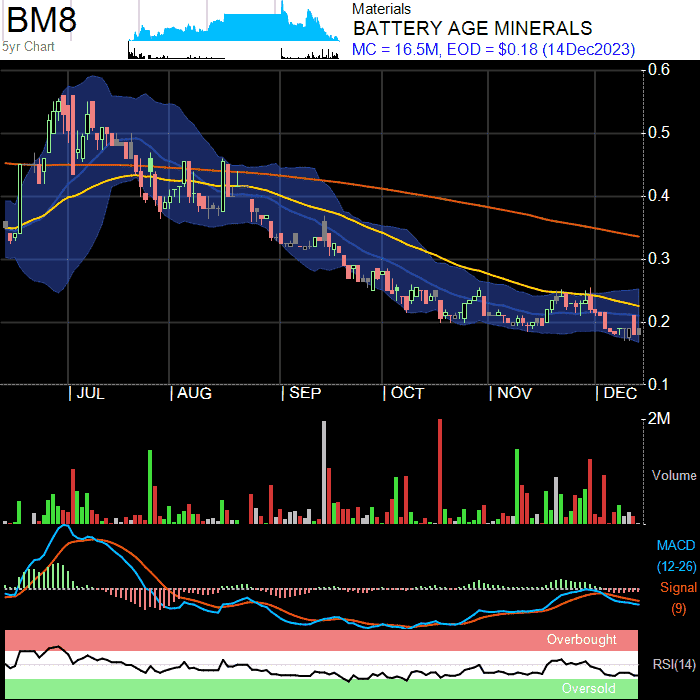 BM8
5yr Chart
Materials
BATTERY AGE MINERALS
MC = 16.5M, EOD = $0.18 (14Dec2023)
0.6
0.5
0.4
0.3
0.2
0.1
| JUL | AUG | SEP | OCT | NOV | DEC
2M
Volume
MACD
(12-26)
Signal
(9)
Overbought
RSI(14)
Oversold